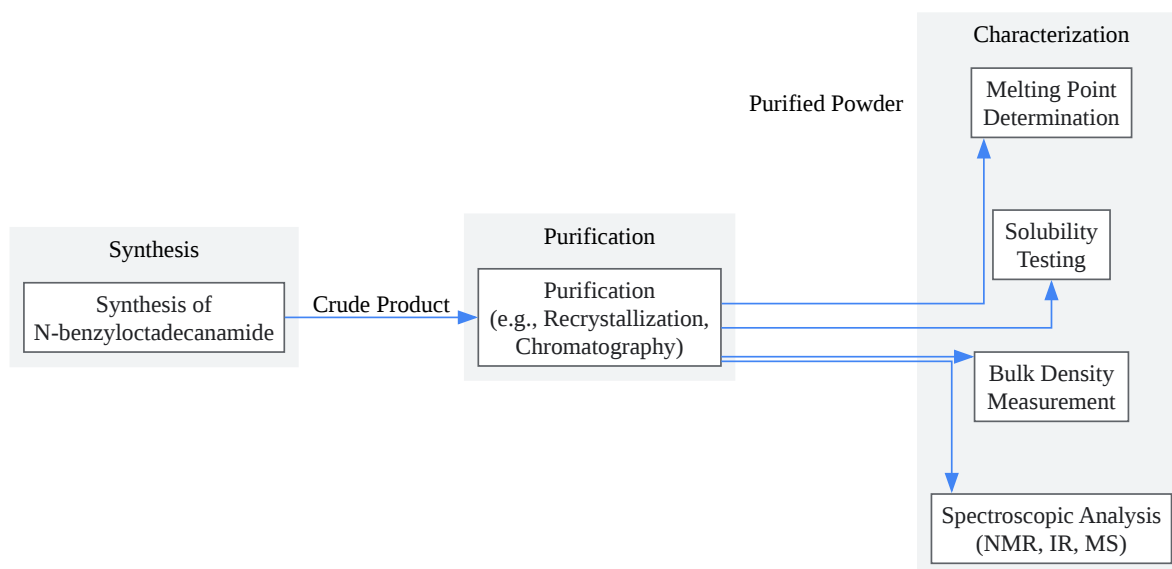 Synthesis
Synthesis of
N-benzyloctadecanamide
Crude Product
Purification
Purification
(e.g., Recrystallization,
Chromatography)
Purified Powder
Characterization
Melting Point
Determination
Solubility
Testing
Bulk Density
Measurement
Spectroscopic Analysis
(NMR, IR, MS)